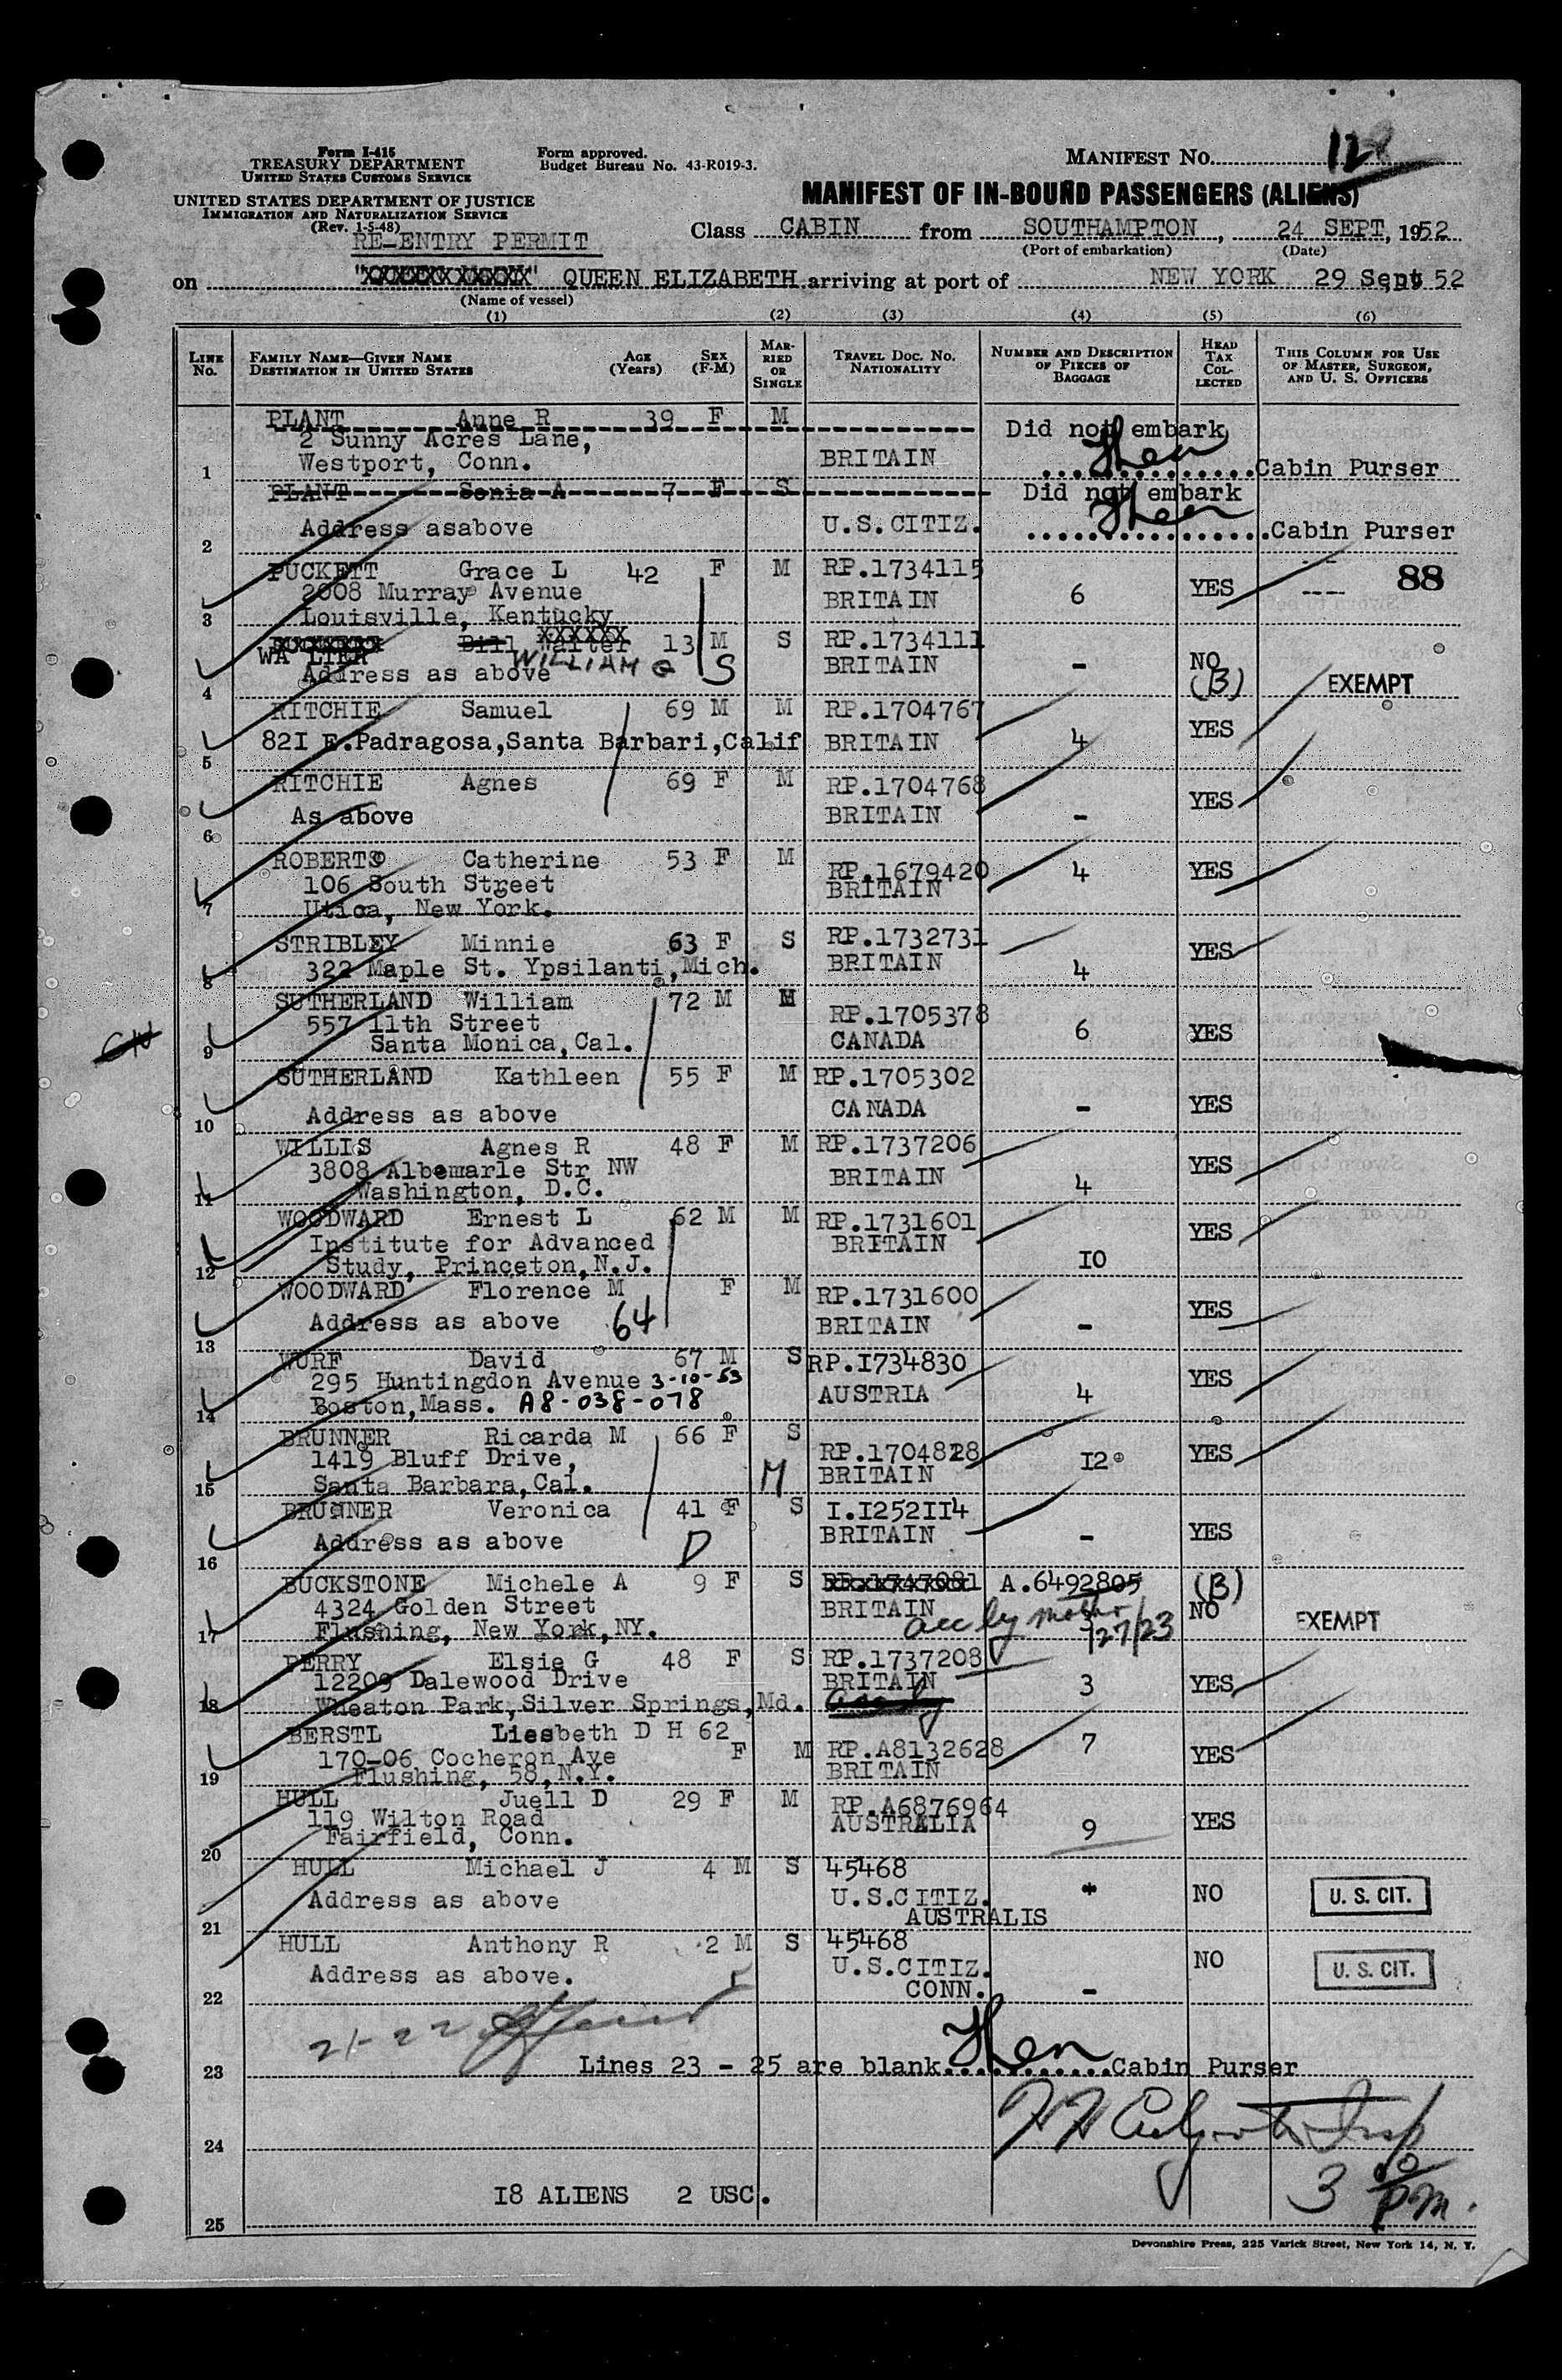 Form I-415
TREASURY DEPARTMENT
UNITED STATES CUSTOMS SERVICE
UNITED STATES DEPARTMENT OF JUSTICE
IMMIGRATION AND NATURALIZATION SERVICE
(Rev. 1-5-48)
Form approved.
Budget Bureau No. 43-R019-3.
MANIFEST NO. 12
MANIFEST OF IN-BOUND PASSENGERS (ALIENS)
RE-ENTRY PERMIT
Class CABIN from SOUTHAMPTON, 24 SEPT, 1952
(Port of embarkation) (Date)
on "XXXXXXXXXXXX" QUEEN ELIZABETH arriving at port of NEW YORK 29 Sept 52
(Name of vessel)
(1) (2) (3) (4) (5) (6)
LINE No. FAMILY NAME—GIVEN NAME DESTINATION IN UNITED STATES AGE (Years) SEX (F-M) MARRIED OR SINGLE TRAVEL DOC. NO. NATIONALITY NUMBER AND DESCRIPTION OF PIECES OF BAGGAGE HEAD TAX COLLECTED THIS COLUMN FOR USE OF MASTER, SURGEON, AND U. S. OFFICERS
PLANT Anne R 39 F M Did not embark
2 Sunny Acres Lane,
1 Westport, Conn. BRITAIN Cabin Purser
PLANT Sonia A 7 F S Did not embark
2 Address asabove U.S.CITIZ. Cabin Purser
PUCKETT Grace L 42 F M RP.1734115 88
2008 Murray Avenue BRITAIN 6 YES
3 Louisville, Kentucky
Bill Walter XXXXXX 13 M S RP.1734111
WA LTER WILLIAM G S BRITAIN - NO
4 Address as above (B) EXEMPT
RITCHIE Samuel 69 M M RP.1704767 YES
5 821 E.Padragosa,Santa Barbari,Calif BRITAIN 4
RITCHIE Agnes 69 F M RP.1704768 YES
6 As above BRITAIN -
ROBERTS Catherine 53 F M RP.1679420 4 YES
106 South Street BRITAIN
7 Utica, New York.
STRIBLEY Minnie 63 F S RP.1732731 YES
8 322 Maple St. Ypsilanti,Mich. BRITAIN 4
SUTHERLAND William 72 M M RP.1705378
557 11th Street 6 YES
9 Santa Monica,Cal. CANADA
SUTHERLAND Kathleen 55 F M RP.1705302
10 Address as above CANADA - YES
WILLIS Agnes R 48 F M RP.1737206
3808 Albemarle Str NW BRITAIN YES
11 Washington, D.C. 4
WOODWARD Ernest L 62 M M RP.1731601
Institute for Advanced BRITAIN YES
12 Study, Princeton,N.J. 10
WOODWARD Florence M F M RP.1731600
13 Address as above 64 BRITAIN - YES
WURF David 67 M S RP.1734830
295 Huntingdon Avenue 3-10-53 AUSTRIA 4 YES
14 Boston,Mass. A8-038-078
BRUNNER Ricarda M 66 F S
1419 Bluff Drive, RP.1704828 12 YES
15 Santa Barbara,Cal. M BRITAIN
BRUNNER Veronica 41 F S I.1252114
16 Address as above D BRITAIN - YES
BUCKSTONE Michele A 9 F S RP.1747081 A.6492805 (B)
4324 Golden Street BRITAIN NO
17 Flushing, New York,NY. acc by mother 1/27/23 EXEMPT
BERRY Elsie G 48 F S RP.1737208
12209 Dalewood Drive BRITAIN 3 YES
18 Wheaton Park,Silver Springs,Md.
BERSTL Liesbeth D H 62 7
170-06 Cocheron Ave F M RP.A8132628 YES
19 Flushing, 58,N.Y. BRITAIN
HULL Juell D 29 F M RP.A6876964
119 Wilton Road AUSTRALIA 9 YES
20 Fairfield, Conn.
HULL Michael J 4 M S 45468
Address as above U.S.CITIZ. * NO U. S. CIT.
21 AUSTRALIS
HULL Anthony R 2 M S 45468
Address as above. U.S.CITIZ. NO U. S. CIT.
22 CONN. -
21-22
23 Lines 23 - 25 are blank Cabin Purser
24
18 ALIENS 2 USC. 3 PM.
25
Devonshire Press, 225 Varick Street, New York 14, N. Y.